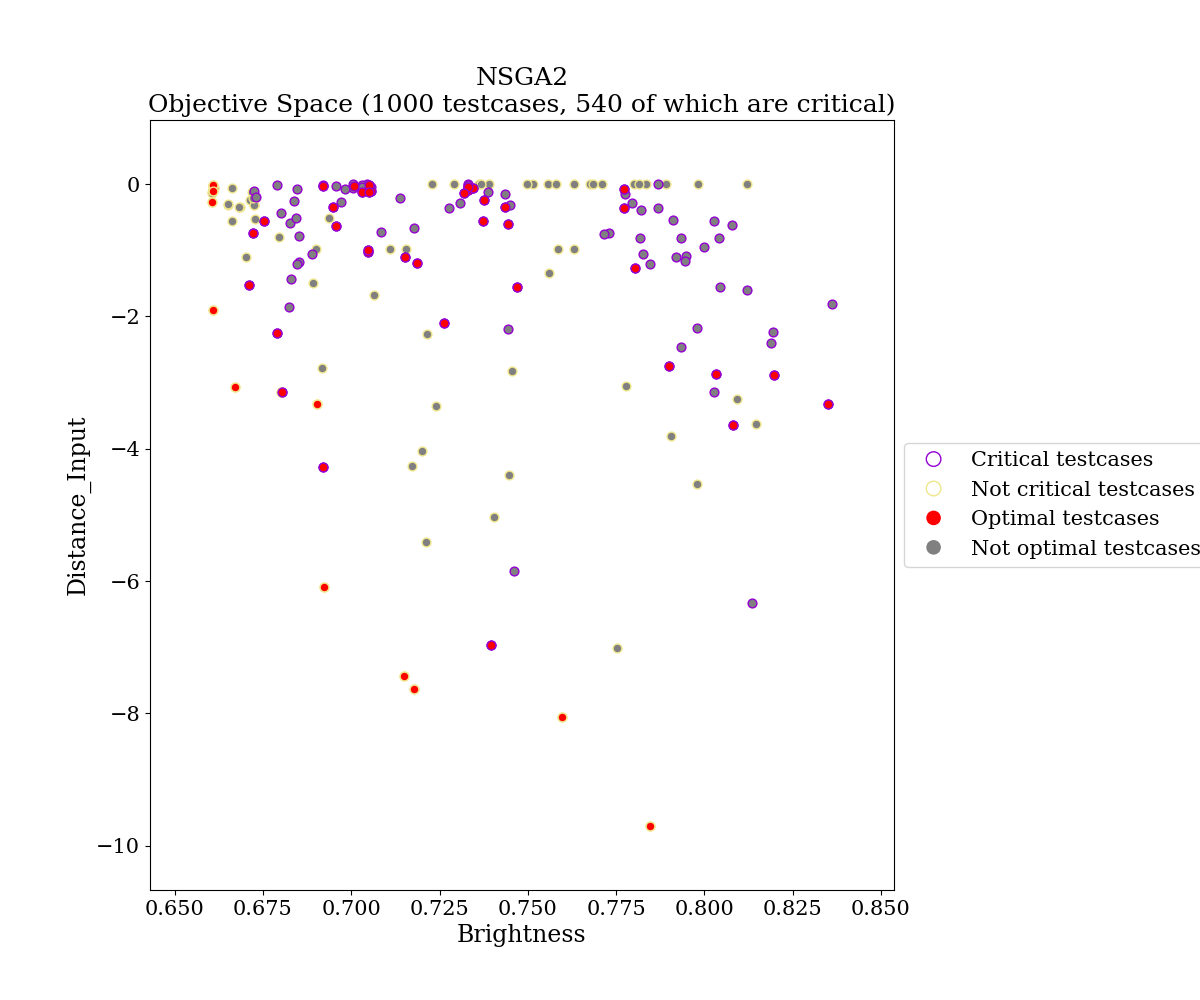 NSGA2
Objective Space (1000 testcases, 540 of which are critical)
0
−2
−4
−6
−8
−10
Distance_Input
0.650
0.675
0.700
0.725
0.750
0.775
0.800
0.825
0.850
Brightness
Critical testcases
Not critical testcases
Optimal testcases
Not optimal testcases